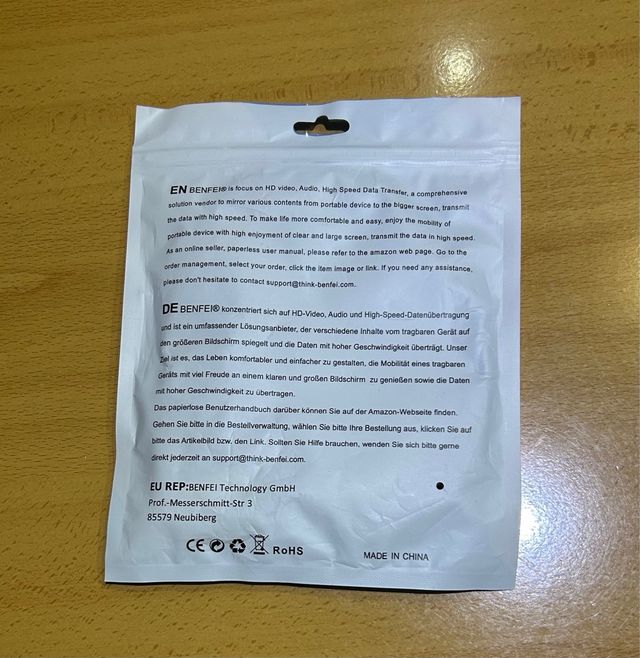 EN BENFEI® is focus on HD video, Audio, High Speed Data Transfer, a comprehensive
solution vendor to mirror various contents from portable device to the bigger screen, transmit
the data with high speed. To make life more comfortable and easy, enjoy the mobility of
portable device with high enjoyment of clear and large screen, transmit the data in high speed.
As an online seller, paperless user manual, please refer to the amazon web page. Go to the
order management, select your order, click the item image or link. If you need any assistance,
please don't hesitate to contact support@think-benfei.com.
DE BENFEI® konzentriert sich auf HD-Video, Audio und High-Speed-Datenübertragung
und ist ein umfassender Lösungsanbieter, der verschiedene Inhalte vom tragbaren Gerät auf
den größeren Bildschirm spiegelt und die Daten mit hoher Geschwindigkeit überträgt. Unser
Ziel ist es, das Leben komfortabler und einfacher zu gestalten, die Mobilität eines tragbaren
Geräts mit viel Freude an einem klaren und großen Bildschirm zu genießen sowie die Daten
mit hoher Geschwindigkeit zu übertragen.
Das papierlose Benutzerhandbuch darüber können Sie auf der Amazon-Webseite finden.
Gehen Sie bitte in die Bestellverwaltung, wählen Sie bitte Ihre Bestellung aus, klicken Sie auf
bitte das Artikelbild bzw. den Link. Sollten Sie Hilfe brauchen, wenden Sie sich bitte gerne
direkt jederzeit an support@think-benfei.com.
EU REP:BENFEI Technology GmbH
Prof.-Messerschmitt-Str 3
85579 Neubiberg
CE RoHS MADE IN CHINA